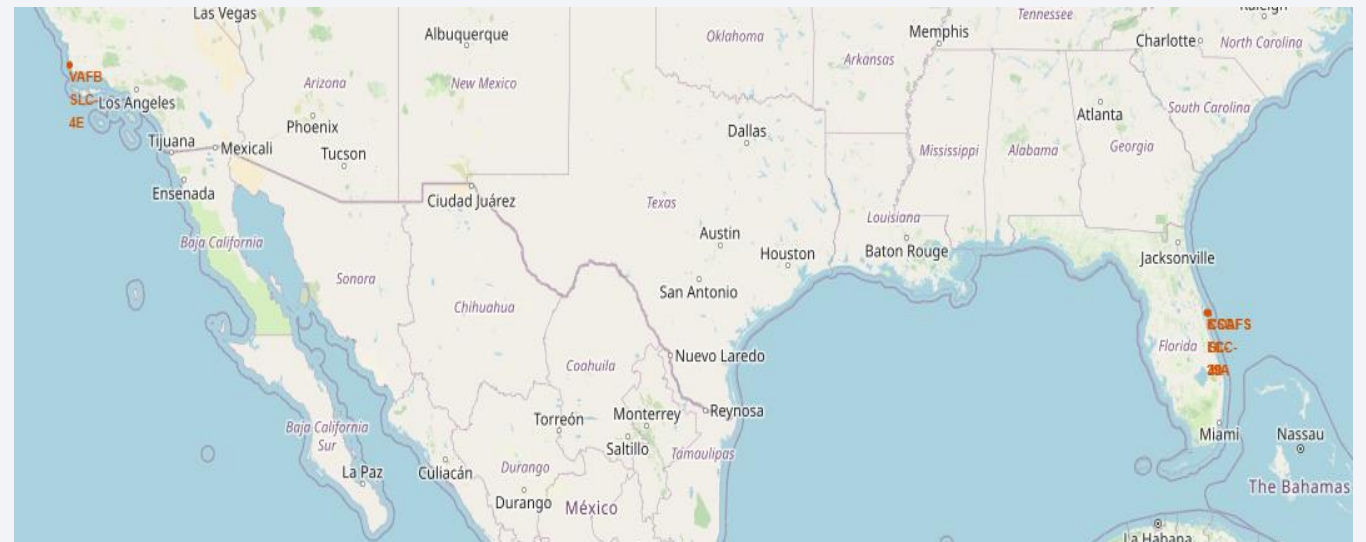 Las Vegas
Tennessee
Albuquerque
Oklahoma
Memphis
Charlotte
North Carolina
Arkansas
VAFB
SLC-
4E
Arizona
New Mexico
Los Angeles
South Carolina
Atlanta
Phoenix
Dallas
Tijuana
Mexicali
Tucson
Mississippi
Alabama
Georgia
Ensenada
Ciudad Juárez
Texas
Louisiana
Baja California
Austin
Houston
Baton Rouge
Jacksonville
Sonora
San Antonio
Chihuahua
Florida
Nuevo Laredo
Coahuila
Torreón
Monterrey
Reynosa
Baja California
Sur
Saltillo
Tamaulipas
Miami
Nassau
La Paz
Culiacán
Durango
The Bahamas
Durango
México
La Habana